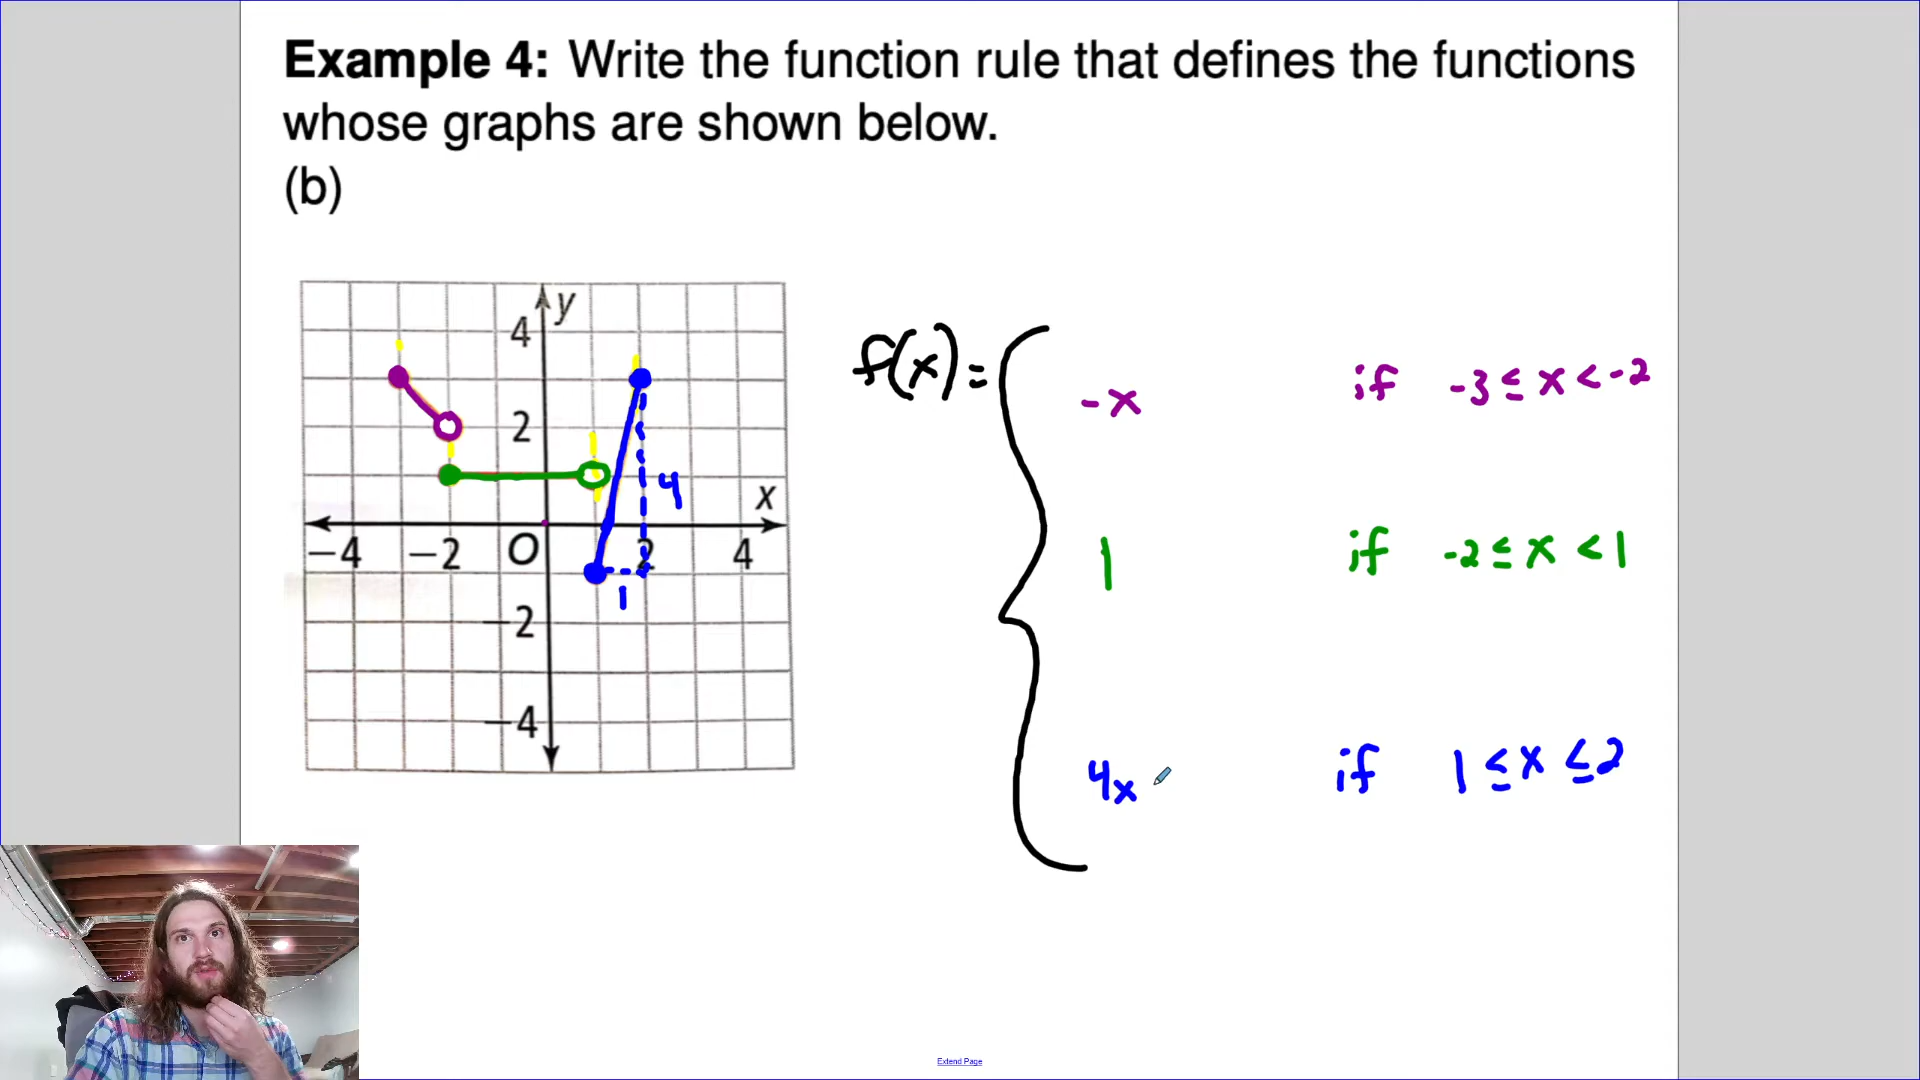 Example 4: Write the function rule that defines the functions
whose graphs are shown below.
(b)
y
4
2
x
−4 −2 O 2 4
−2
−4
4
1
f(x) =
-x if -3 ≤ x < -2
1 if -2 ≤ x < 1
4x if 1 ≤ x ≤ 2
Extend Page